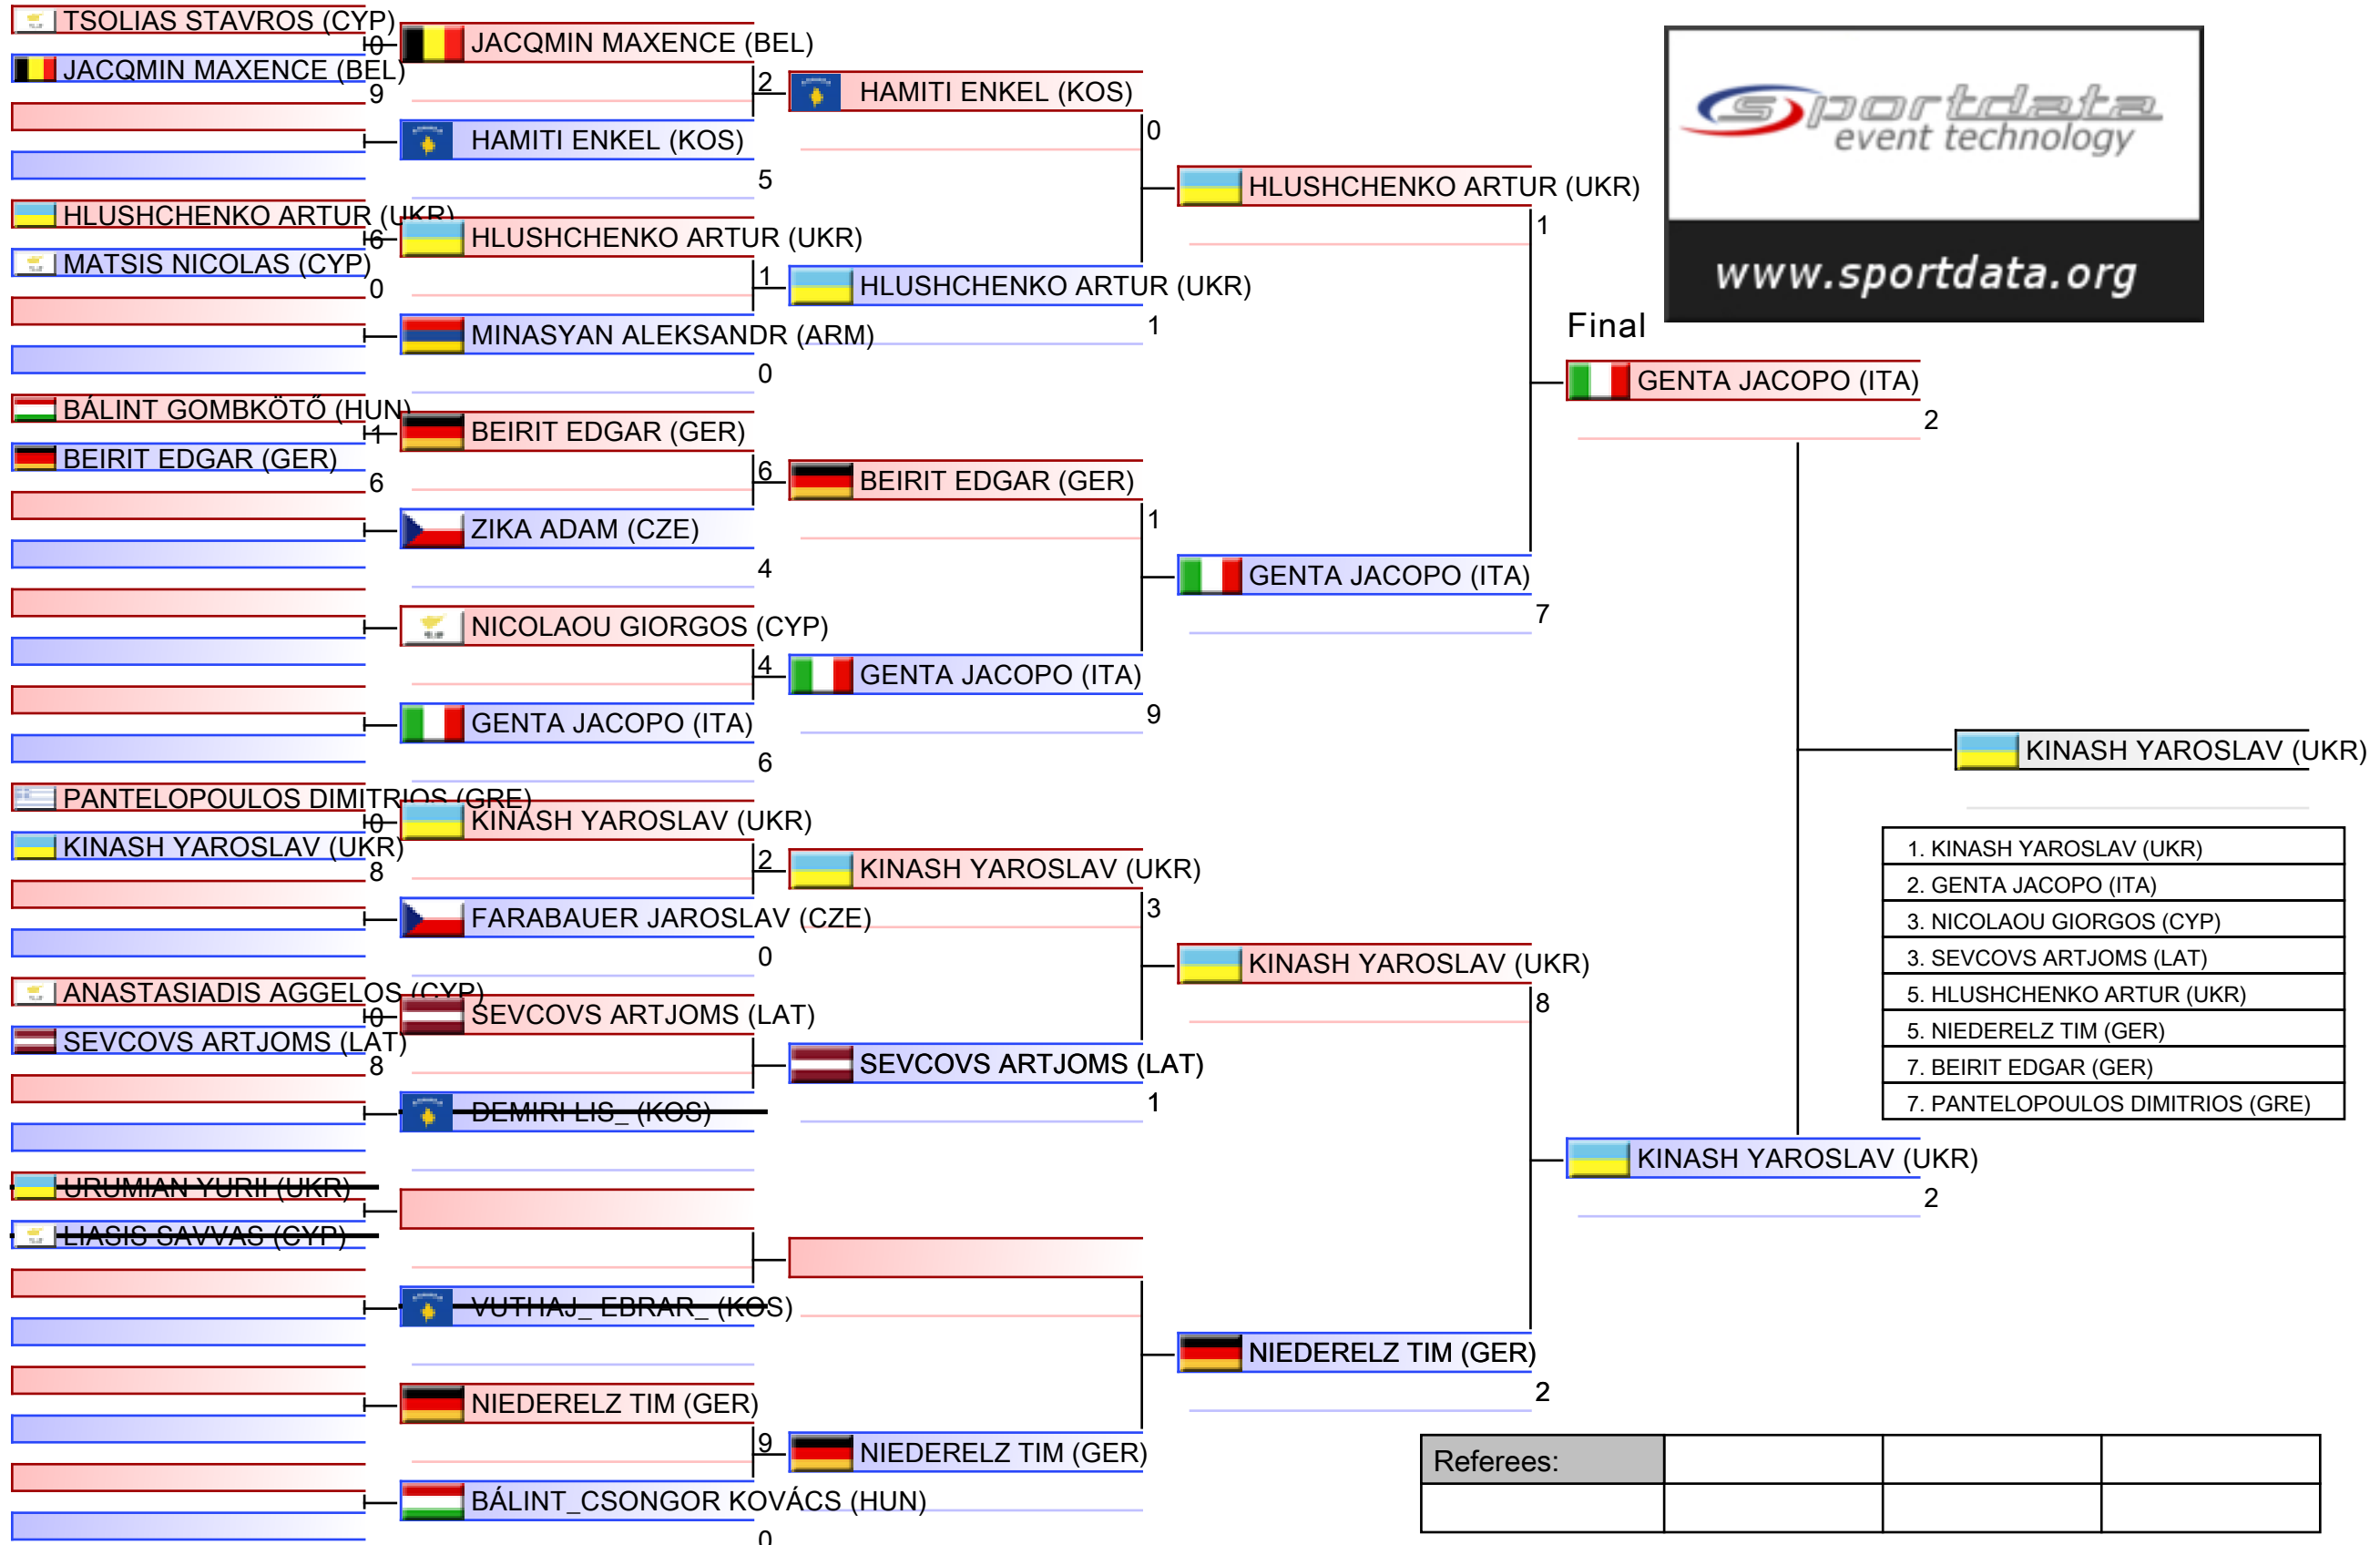 TSOLIAS STAVROS (CYP)
0
JACQMIN MAXENCE (BEL)
9
HLUSHCHENKO ARTUR (UKR)
6
MATSIS NICOLAS (CYP)
0
BÁLINT GOMBKÖTŐ (HUN)
1
BEIRIT EDGAR (GER)
6
PANTELOPOULOS DIMITRIOS (GRE)
0
KINASH YAROSLAV (UKR)
8
ANASTASIADIS AGGELOS (CYP)
0
SEVCOVS ARTJOMS (LAT)
8
URUMIAN YURII (UKR)
LIASIS SAVVAS (CYP)
JACQMIN MAXENCE (BEL)
2
HAMITI ENKEL (KOS)
5
HLUSHCHENKO ARTUR (UKR)
1
MINASYAN ALEKSANDR (ARM)
0
BEIRIT EDGAR (GER)
6
ZIKA ADAM (CZE)
4
NICOLAOU GIORGOS (CYP)
4
GENTA JACOPO (ITA)
6
KINASH YAROSLAV (UKR)
2
FARABAUER JAROSLAV (CZE)
0
SEVCOVS ARTJOMS (LAT)
DEMIRI LIS_ (KOS)
VUTHAJ_ EBRAR_ (KOS)
NIEDERELZ TIM (GER)
9
BÁLINT_CSONGOR KOVÁCS (HUN)
0
HAMITI ENKEL (KOS)
0
HLUSHCHENKO ARTUR (UKR)
1
BEIRIT EDGAR (GER)
1
GENTA JACOPO (ITA)
9
KINASH YAROSLAV (UKR)
3
SEVCOVS ARTJOMS (LAT)
1
NIEDERELZ TIM (GER)
HLUSHCHENKO ARTUR (UKR)
1
GENTA JACOPO (ITA)
7
KINASH YAROSLAV (UKR)
8
NIEDERELZ TIM (GER)
2
Final
GENTA JACOPO (ITA)
2
KINASH YAROSLAV (UKR)
2
KINASH YAROSLAV (UKR)
sportdata
event technology
www.sportdata.org
1. KINASH YAROSLAV (UKR)
2. GENTA JACOPO (ITA)
3. NICOLAOU GIORGOS (CYP)
3. SEVCOVS ARTJOMS (LAT)
5. HLUSHCHENKO ARTUR (UKR)
5. NIEDERELZ TIM (GER)
7. BEIRIT EDGAR (GER)
7. PANTELOPOULOS DIMITRIOS (GRE)
Referees: